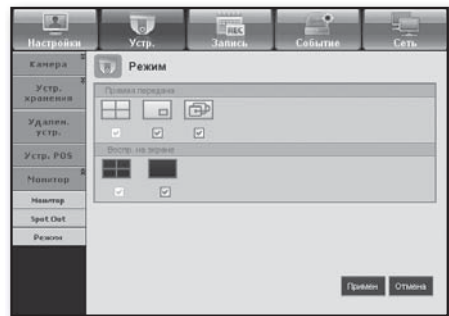 Настройки
Устр.
Запись
Событие
Сеть
REC
Камера
Устр.
хранения
Удален.
устр.
Устр. POS
Монитор
Монитор
Spot Out
Режим
Режим
Прямая передача
Воспр. на экране
Примен
Отмена